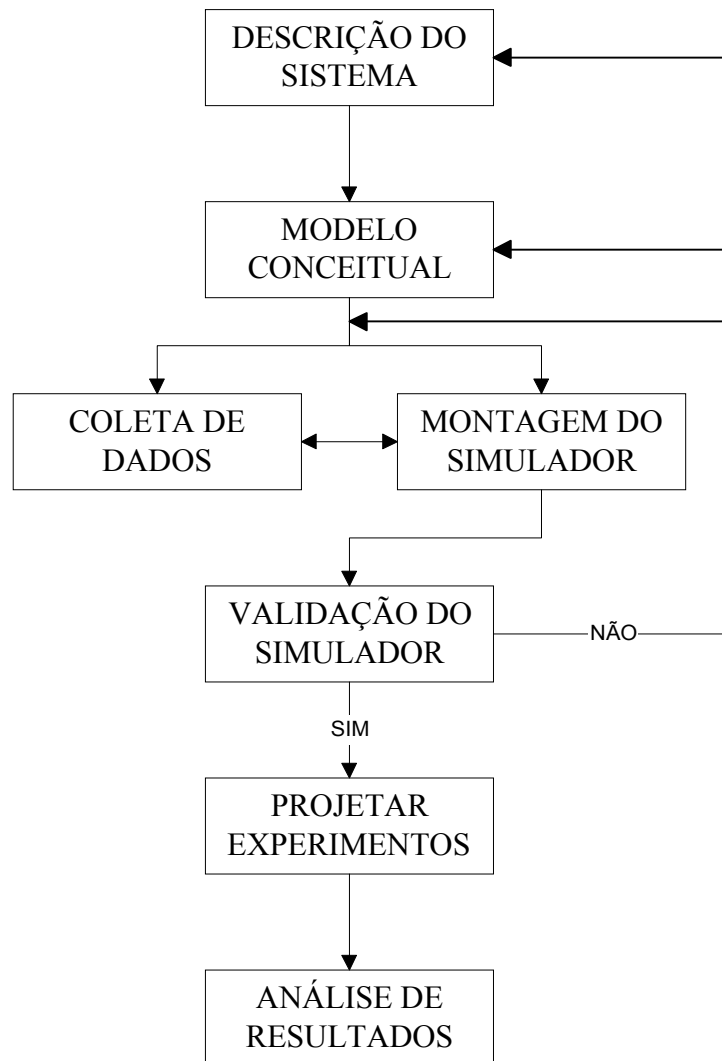 DESCRIÇÃO DO
SISTEMA
MODELO
CONCEITUAL
COLETA DE
DADOS
MONTAGEM DO
SIMULADOR
VALIDAÇÃO DO
SIMULADOR
NÃO
SIM
PROJETAR
EXPERIMENTOS
ANÁLISE DE
RESULTADOS